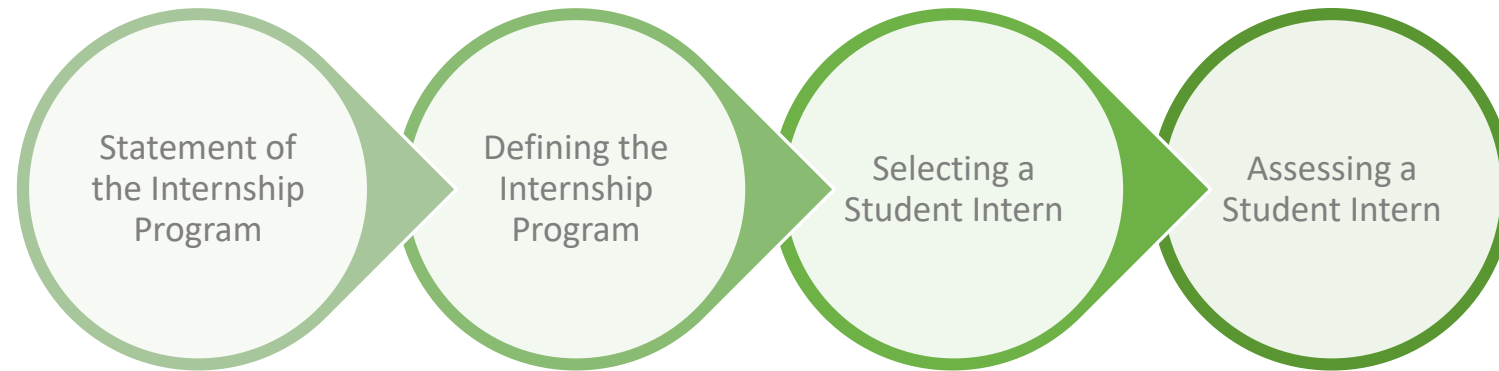 Statement of
the Internship
Program
Defining the
Internship
Program
Selecting a
Student Intern
Assessing a
Student Intern